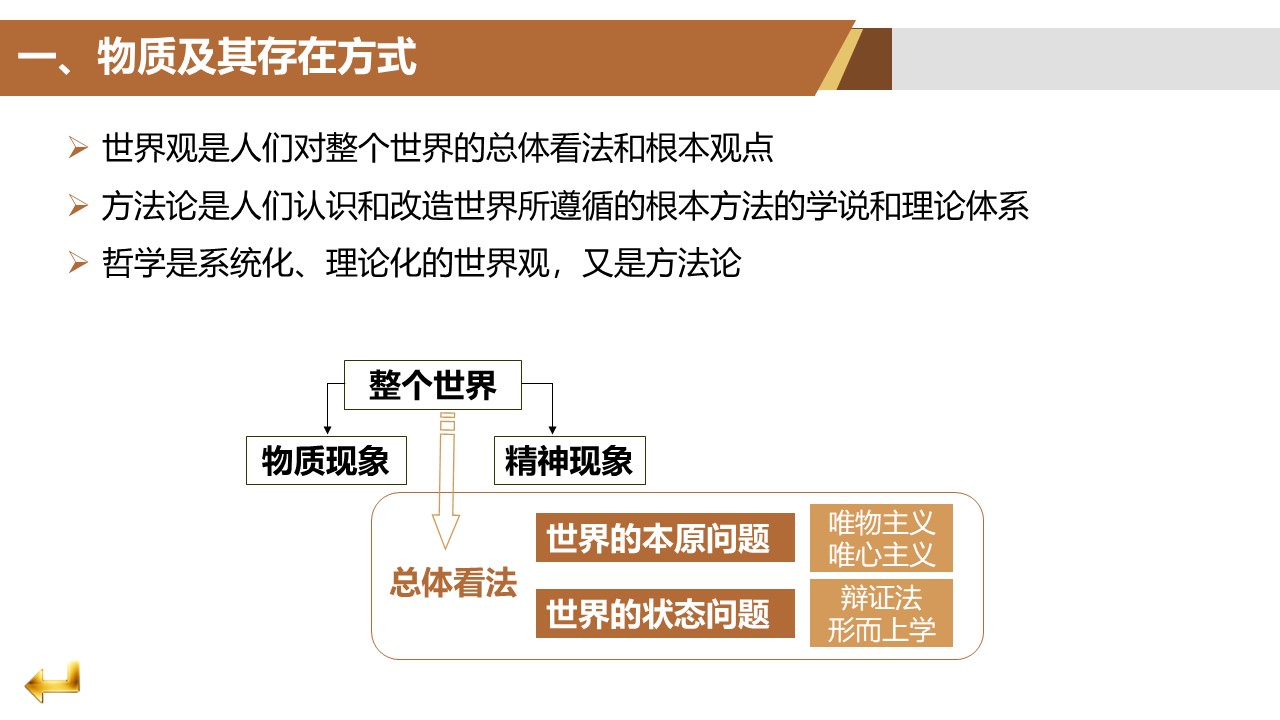 一、物质及其存在方式
世界观是人们对整个世界的总体看法和根本观点
方法论是人们认识和改造世界所遵循的根本方法的学说和理论体系
哲学是系统化、理论化的世界观，又是方法论
整个世界
物质现象
精神现象
总体看法
世界的本原问题
唯物主义
唯心主义
世界的状态问题
辩证法
形而上学